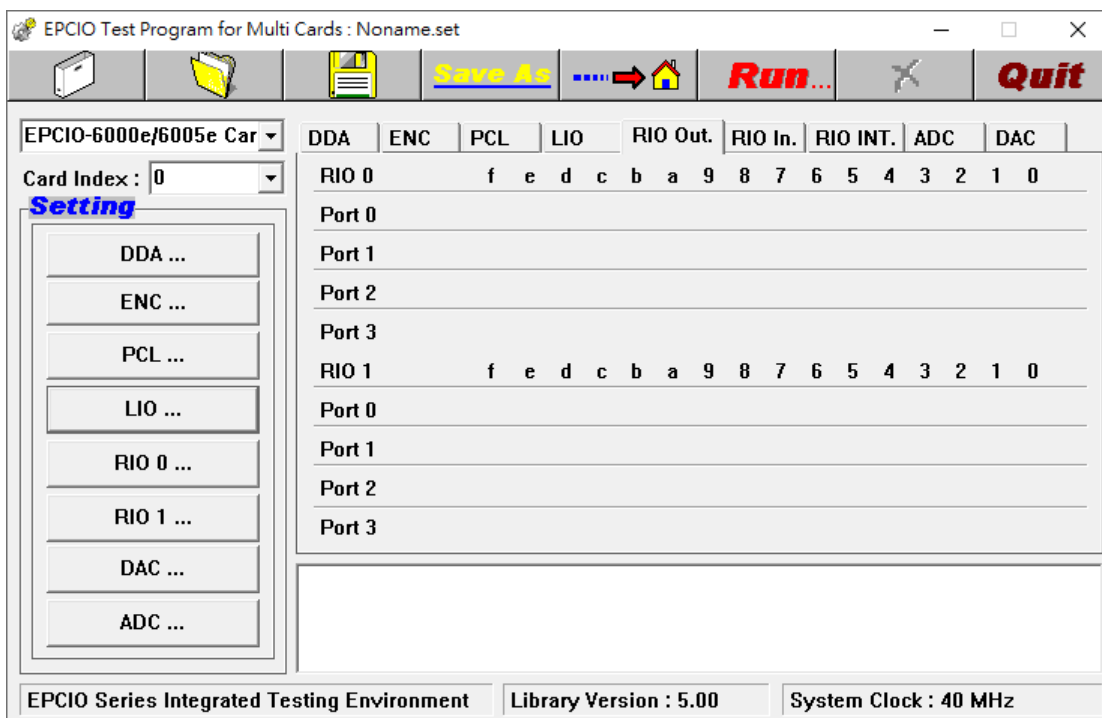 EPCIO Test Program for Multi Cards : Noname.set
Save As Run... Quit
EPCIO-6000e/6005e Car
Card Index : 0
Setting
DDA ...
ENC ...
PCL ...
LIO ...
RIO 0 ...
RIO 1 ...
DAC ...
ADC ...
DDA ENC PCL LIO RIO Out. RIO In. RIO INT. ADC DAC
RIO 0 f e d c b a 9 8 7 6 5 4 3 2 1 0
Port 0
Port 1
Port 2
Port 3
RIO 1 f e d c b a 9 8 7 6 5 4 3 2 1 0
Port 0
Port 1
Port 2
Port 3
EPCIO Series Integrated Testing Environment Library Version : 5.00 System Clock : 40 MHz